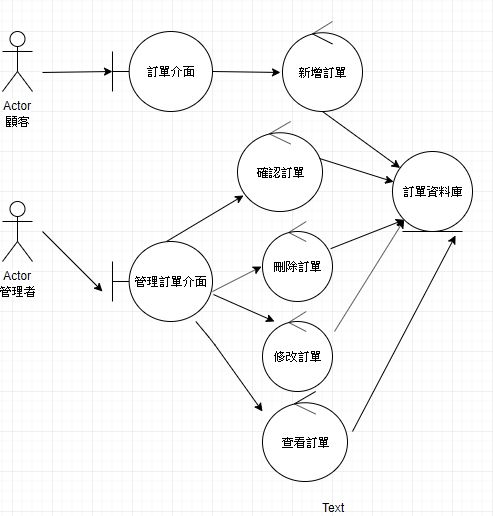 訂單介面
新增訂單
Actor
顧客
確認訂單
訂單資料庫
Actor
管理者
管理訂單介面
刪除訂單
修改訂單
查看訂單
Text